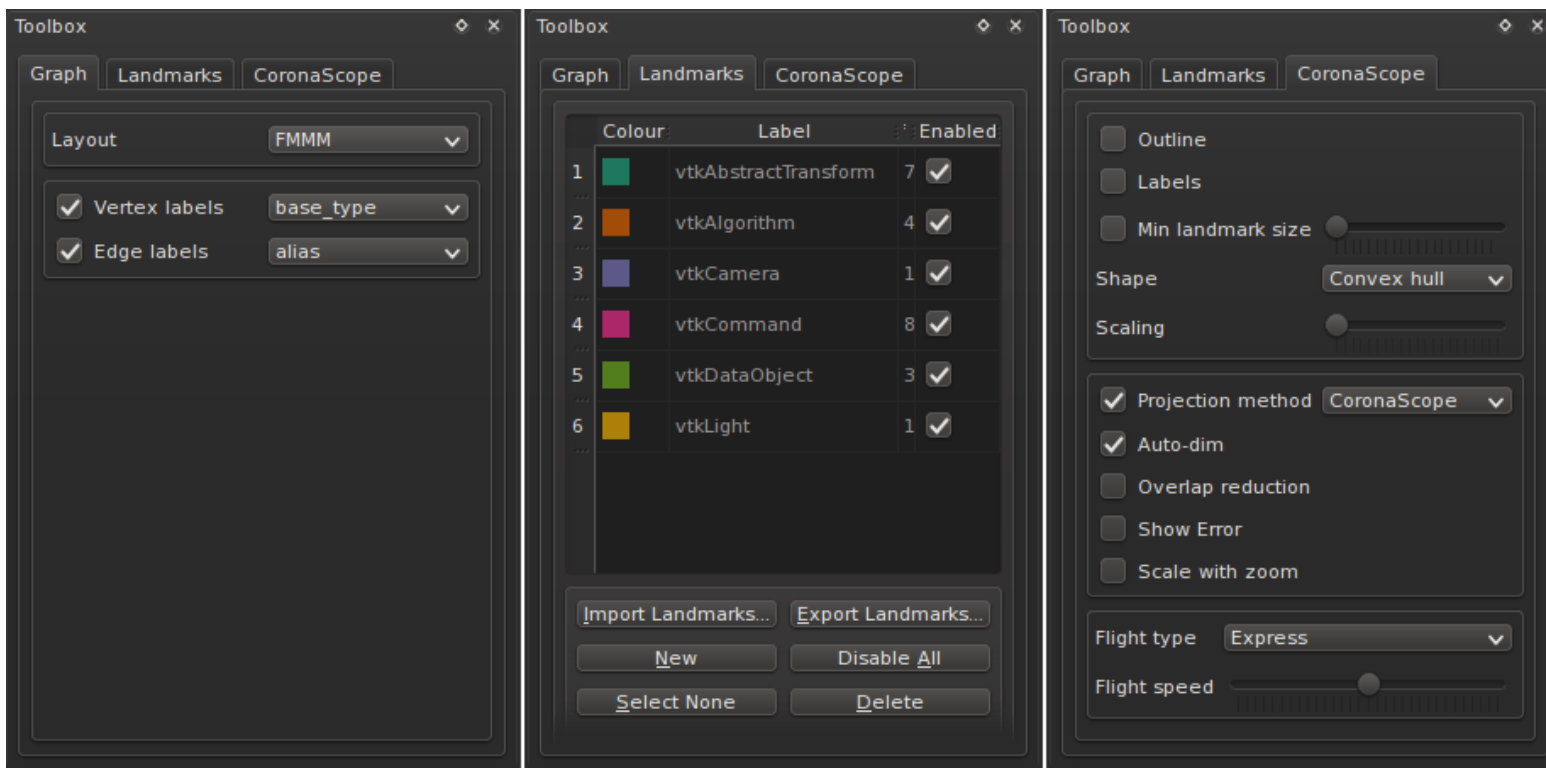 Toolbox
Graph Landmarks CoronaScope
Layout FMMM
Vertex labels base_type
Edge labels alias
Toolbox
Graph Landmarks CoronaScope
Colour Label Enabled
1 vtkAbstractTransform 7
2 vtkAlgorithm 4
3 vtkCamera 1
4 vtkCommand 8
5 vtkDataObject 3
6 vtkLight 1
Import Landmarks... Export Landmarks...
New Disable All
Select None Delete
Toolbox
Graph Landmarks CoronaScope
Outline
Labels
Min landmark size
Shape Convex hull
Scaling
Projection method CoronaScope
Auto-dim
Overlap reduction
Show Error
Scale with zoom
Flight type Express
Flight speed